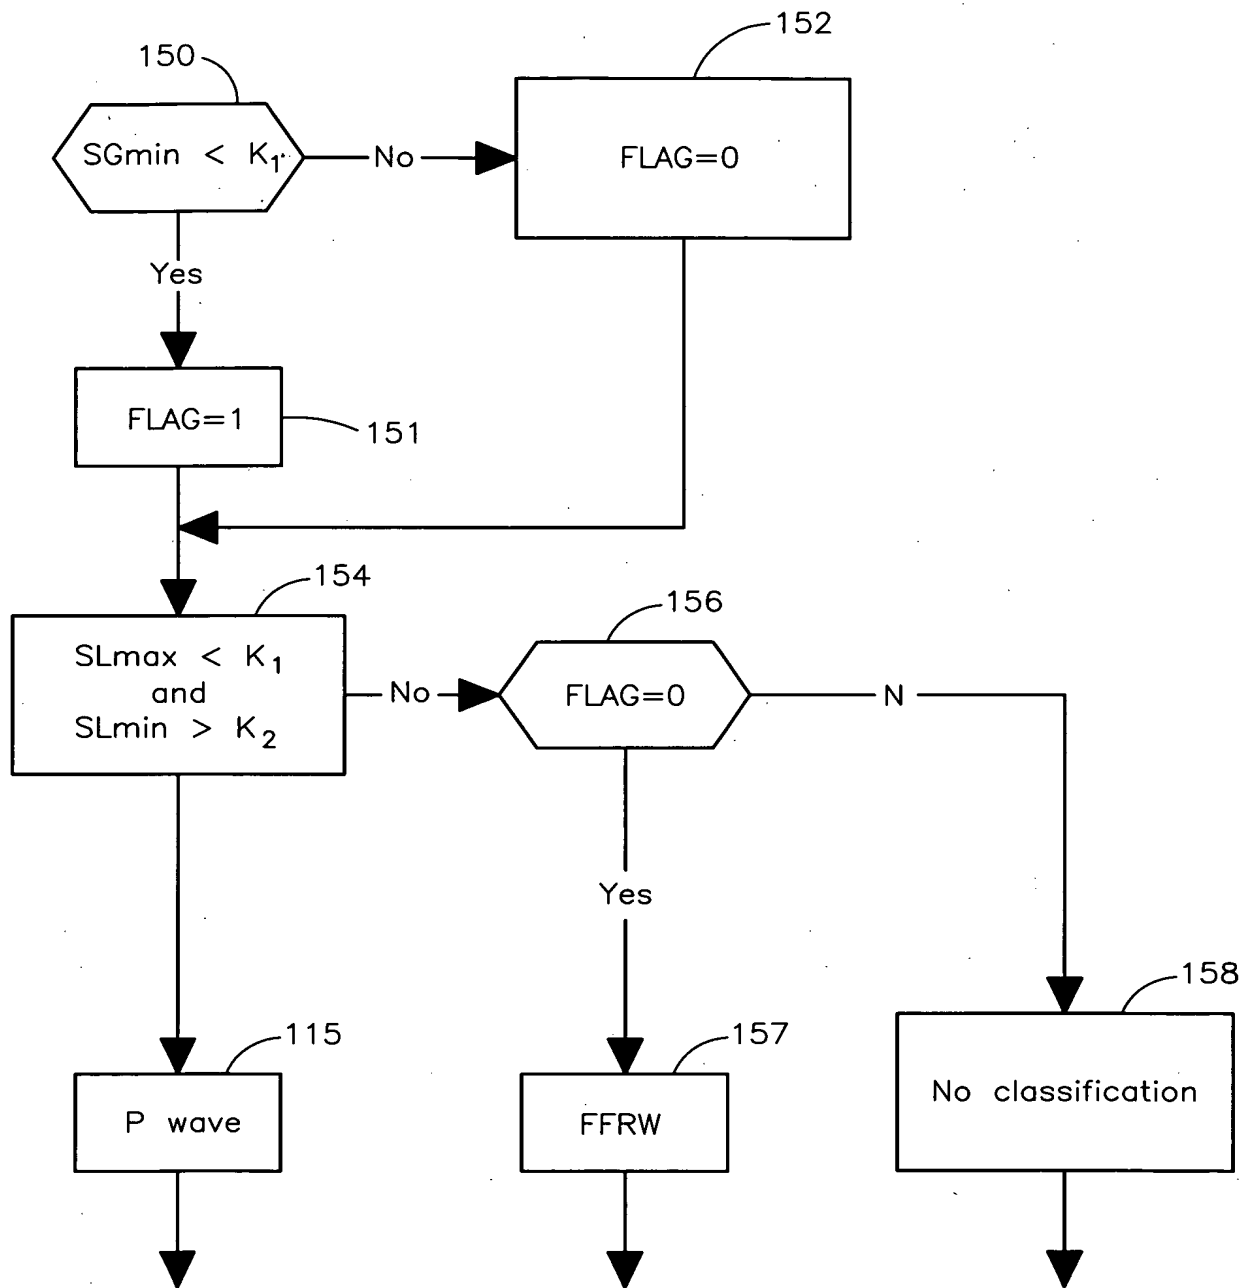 150
152
SGmin < K₁
No
FLAG=0
Yes
FLAG=1
151
154
156
SLmax < K₁
and
SLmin > K₂
No
FLAG=0
N
Yes
158
115
157
P wave
FFRW
No classification